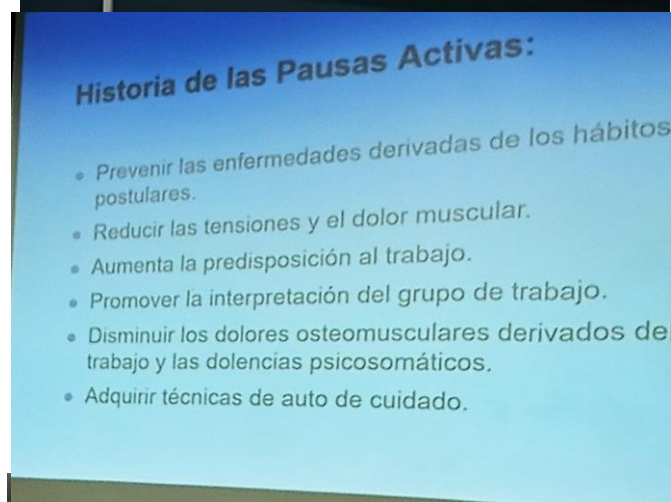 Historia de las Pausas Activas:
• Prevenir las enfermedades derivadas de los hábitos
postulares.
• Reducir las tensiones y el dolor muscular.
• Aumenta la predisposición al trabajo.
• Promover la interpretación del grupo de trabajo.
• Disminuir los dolores osteomusculares derivados de
trabajo y las dolencias psicosomáticos.
• Adquirir técnicas de auto de cuidado.